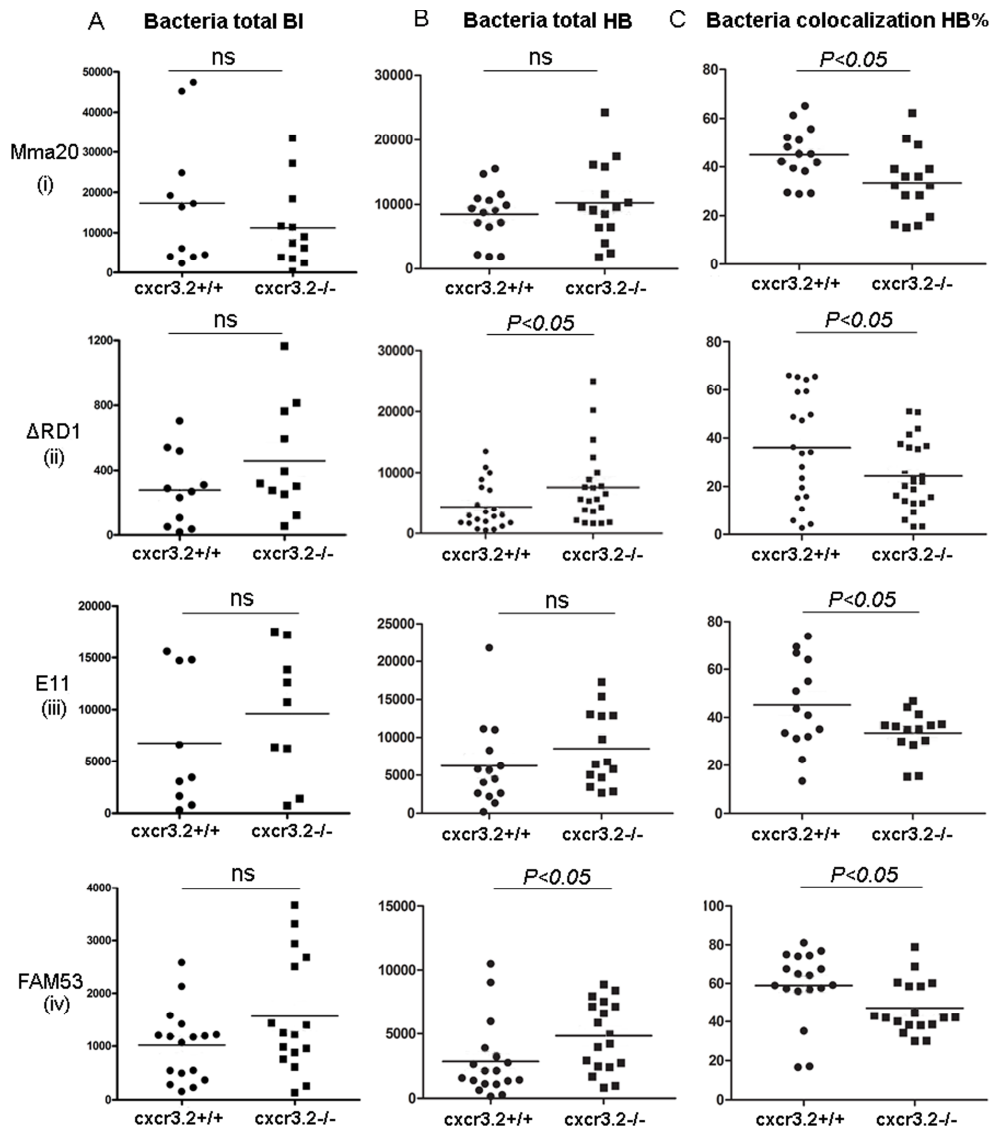 A Bacteria total BI B Bacteria total HB C Bacteria colocalization HB%
Mma20
(i)
ns
50000
40000
30000
20000
10000
0
cxcr3.2+/+ cxcr3.2-/-
ns
30000
20000
10000
0
cxcr3.2+/+ cxcr3.2-/-
P<0.05
80
60
40
20
0
cxcr3.2+/+ cxcr3.2-/-
ΔRD1
(ii)
ns
1200
800
400
0
cxcr3.2+/+ cxcr3.2-/-
P<0.05
30000
20000
10000
0
cxcr3.2+/+ cxcr3.2-/-
P<0.05
80
60
40
20
0
cxcr3.2+/+ cxcr3.2-/-
E11
(iii)
ns
20000
15000
10000
5000
0
cxcr3.2+/+ cxcr3.2-/-
ns
25000
20000
15000
10000
5000
0
cxcr3.2+/+ cxcr3.2-/-
P<0.05
80
60
40
20
0
cxcr3.2+/+ cxcr3.2-/-
FAM53
(iv)
ns
4000
3000
2000
1000
0
cxcr3.2+/+ cxcr3.2-/-
P<0.05
15000
10000
5000
0
cxcr3.2+/+ cxcr3.2-/-
P<0.05
100
80
60
40
20
0
cxcr3.2+/+ cxcr3.2-/-